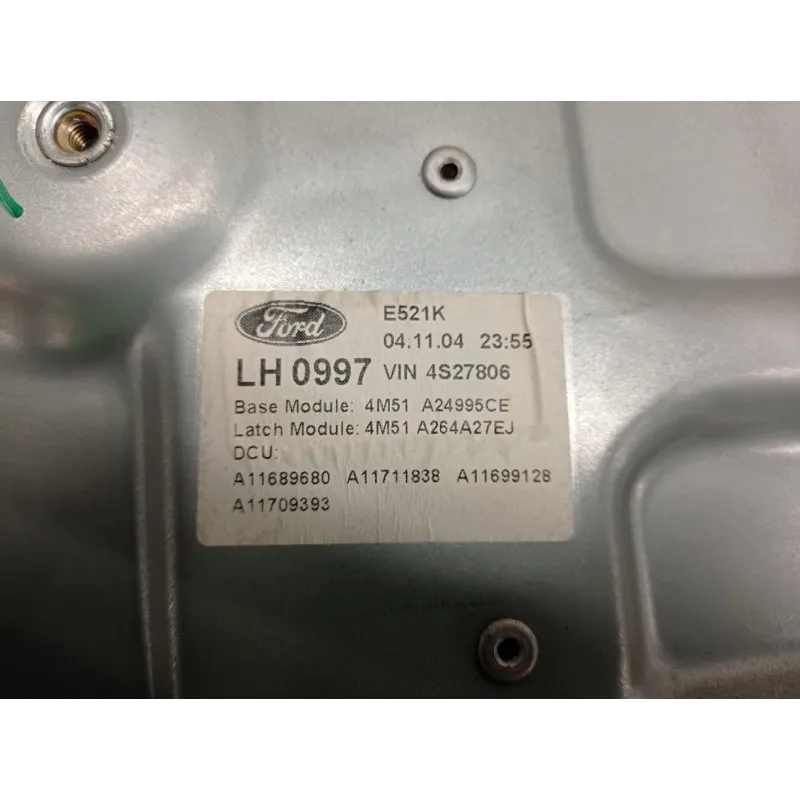 Ford
E521K
04.11.04 23:55
LH 0997 VIN 4S27806
Base Module: 4M51 A24995CE
Latch Module: 4M51 A264A27EJ
DCU:
A11689680 A11711838 A11699128
A11709393